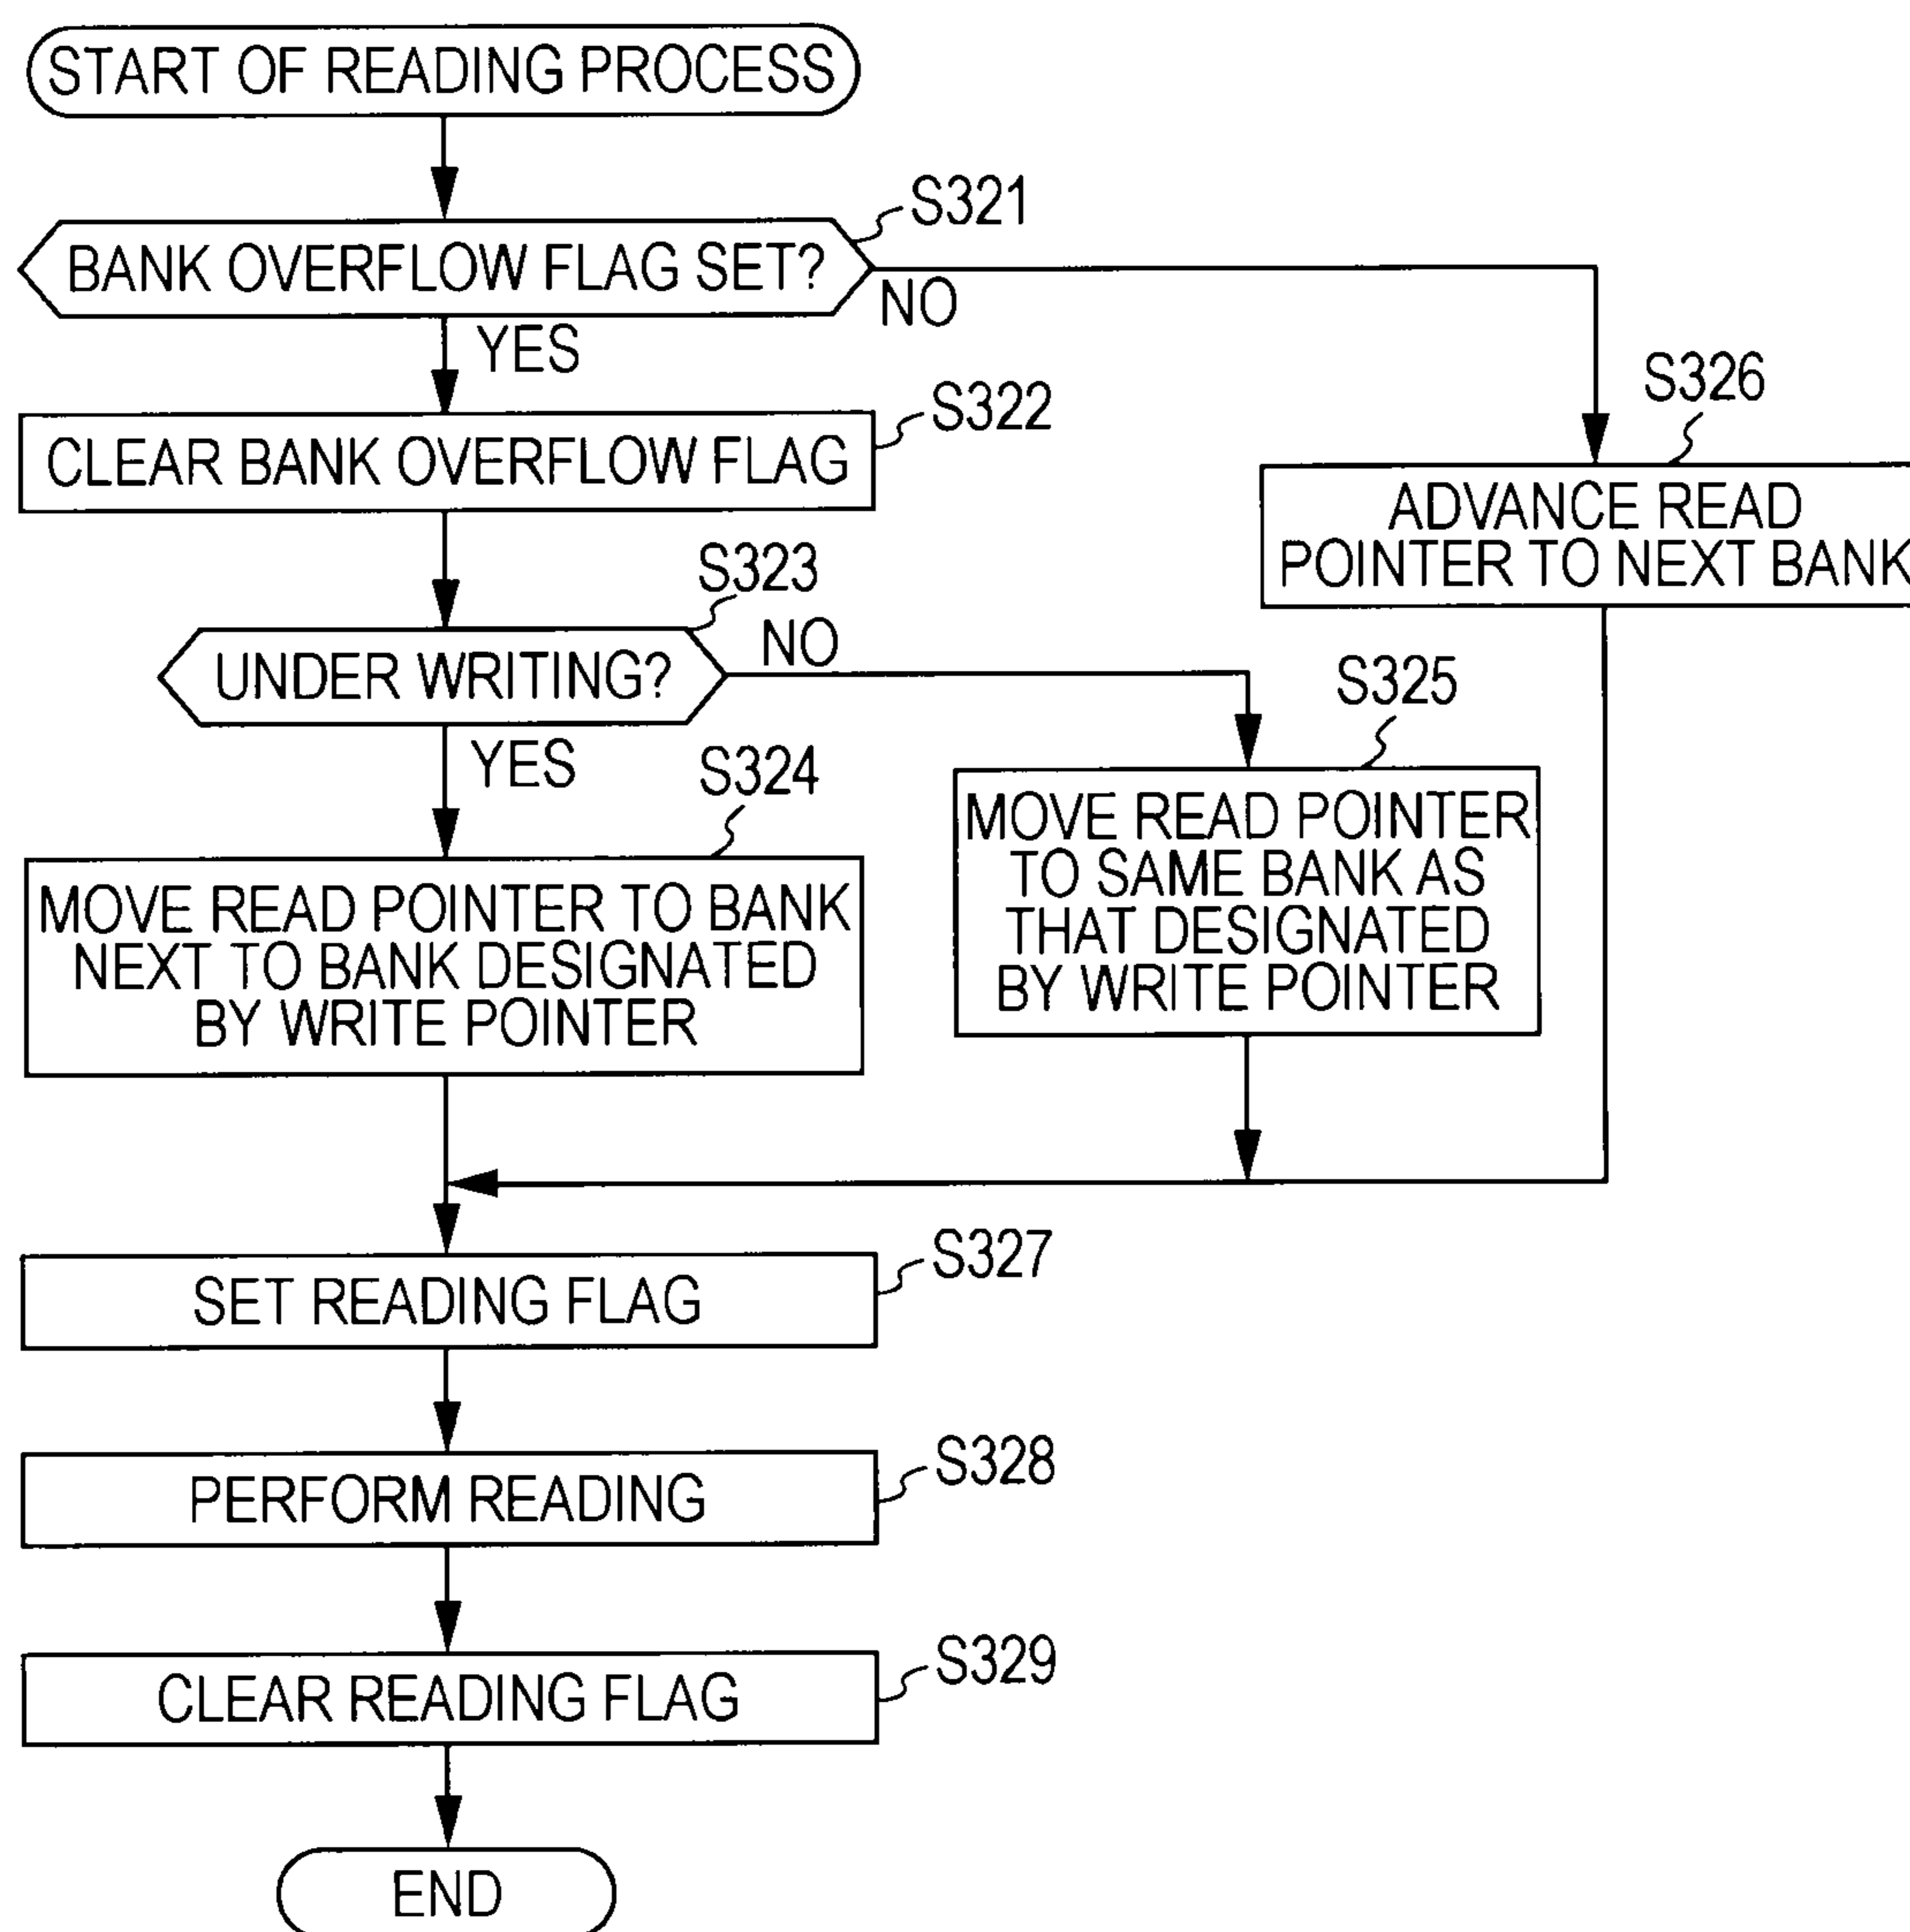 START OF READING PROCESS
S321
BANK OVERFLOW FLAG SET?
NO
YES
S322
CLEAR BANK OVERFLOW FLAG
S326
ADVANCE READ
POINTER TO NEXT BANK
S323
UNDER WRITING?
NO
YES
S325
MOVE READ POINTER
TO SAME BANK AS
THAT DESIGNATED
BY WRITE POINTER
S324
MOVE READ POINTER TO BANK
NEXT TO BANK DESIGNATED
BY WRITE POINTER
S327
SET READING FLAG
S328
PERFORM READING
S329
CLEAR READING FLAG
END